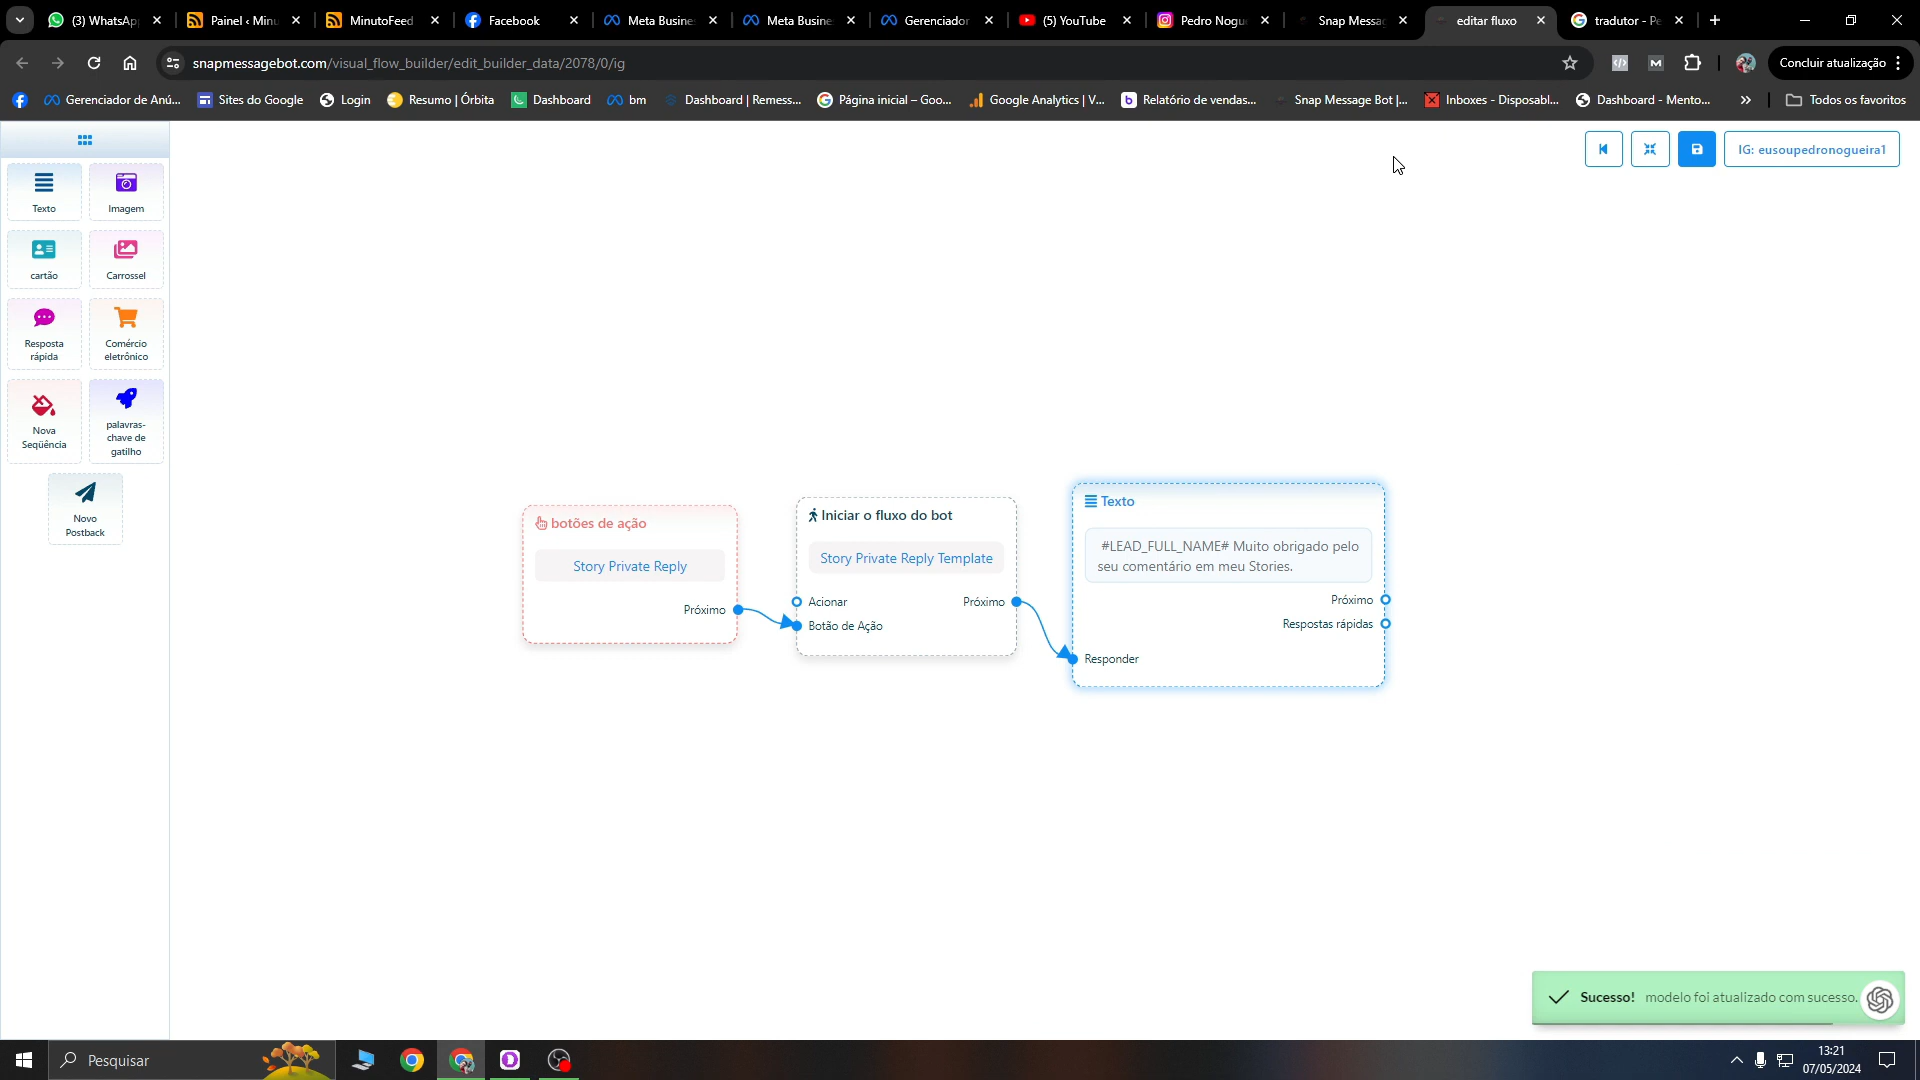 (3) WhatsAp
Painel ‹ Minu
MinutoFeed
Facebook
Meta Busine
Meta Busine
Gerenciador
(5) YouTube
Pedro Nogu
Snap Messa
editar fluxo
tradutor - Pe
snapmessagebot.com/visual_flow_builder/edit_builder_data/2078/0/ig
Concluir atualização
Gerenciador de Anú...
Sites do Google
Login
Resumo | Órbita
Dashboard
bm
Dashboard | Remess...
Página inicial – Goo...
Google Analytics | V...
Relatório de vendas...
Snap Message Bot |...
Inboxes - Disposabl...
Dashboard - Mento...
»
Todos os favoritos
IG: eusoupedronogueira1
Texto
Imagem
cartão
Carrossel
Resposta
rápida
Comércio
eletrônico
Nova
Seqüência
palavras-
chave de
gatilho
Novo
Postback
botões de ação
Story Private Reply
Próximo
Iniciar o fluxo do bot
Story Private Reply Template
Acionar
Próximo
Botão de Ação
Texto
#LEAD_FULL_NAME# Muito obrigado pelo
seu comentário em meu Stories.
Próximo
Respostas rápidas
Responder
Sucesso! modelo foi atualizado com sucesso.
Pesquisar
13:21
07/05/2024